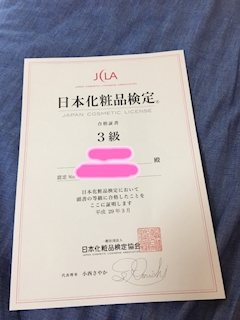 JCLA
日本化粧品検定®
JAPAN COSMETIC LICENSE
合格証書
3級
殿
認定 No
日本化粧品検定において
頭書の等級に合格したことを
ここに証明します
平成 29年 5月
一般社団法人
日本化粧品検定協会
代表理事 小西さやか